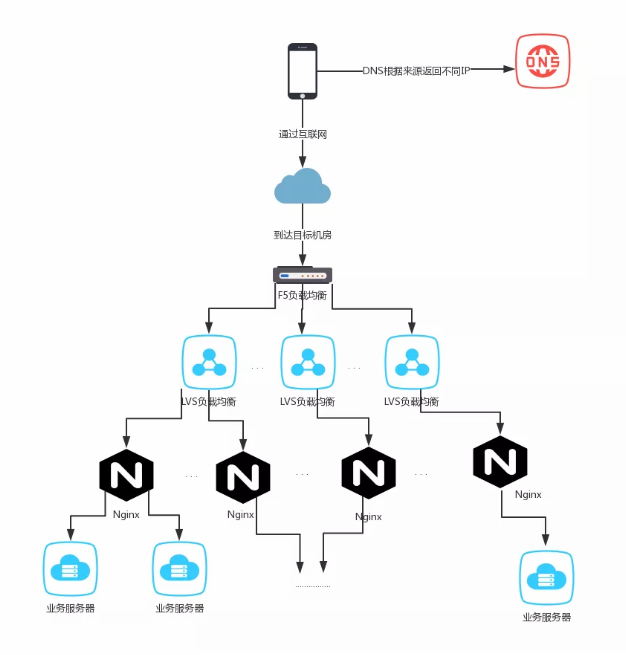 DNS
DNS根据来源返回不同IP
通过互联网
到达目标机房
F5负载均衡
LVS负载均衡
LVS负载均衡
LVS负载均衡
Nginx
Nginx
Nginx
Nginx
业务服务器
业务服务器
业务服务器